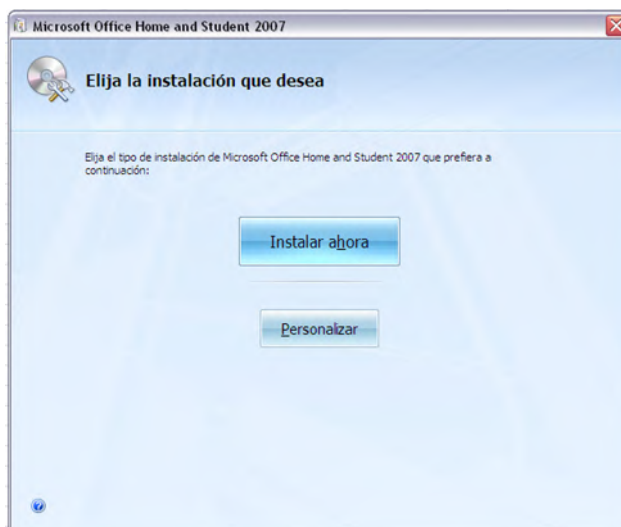 Microsoft Office Home and Student 2007
Elija la instalación que desea
Elija el tipo de instalación de Microsoft Office Home and Student 2007 que prefiera a
continuación:
Instalar ahora
Personalizar